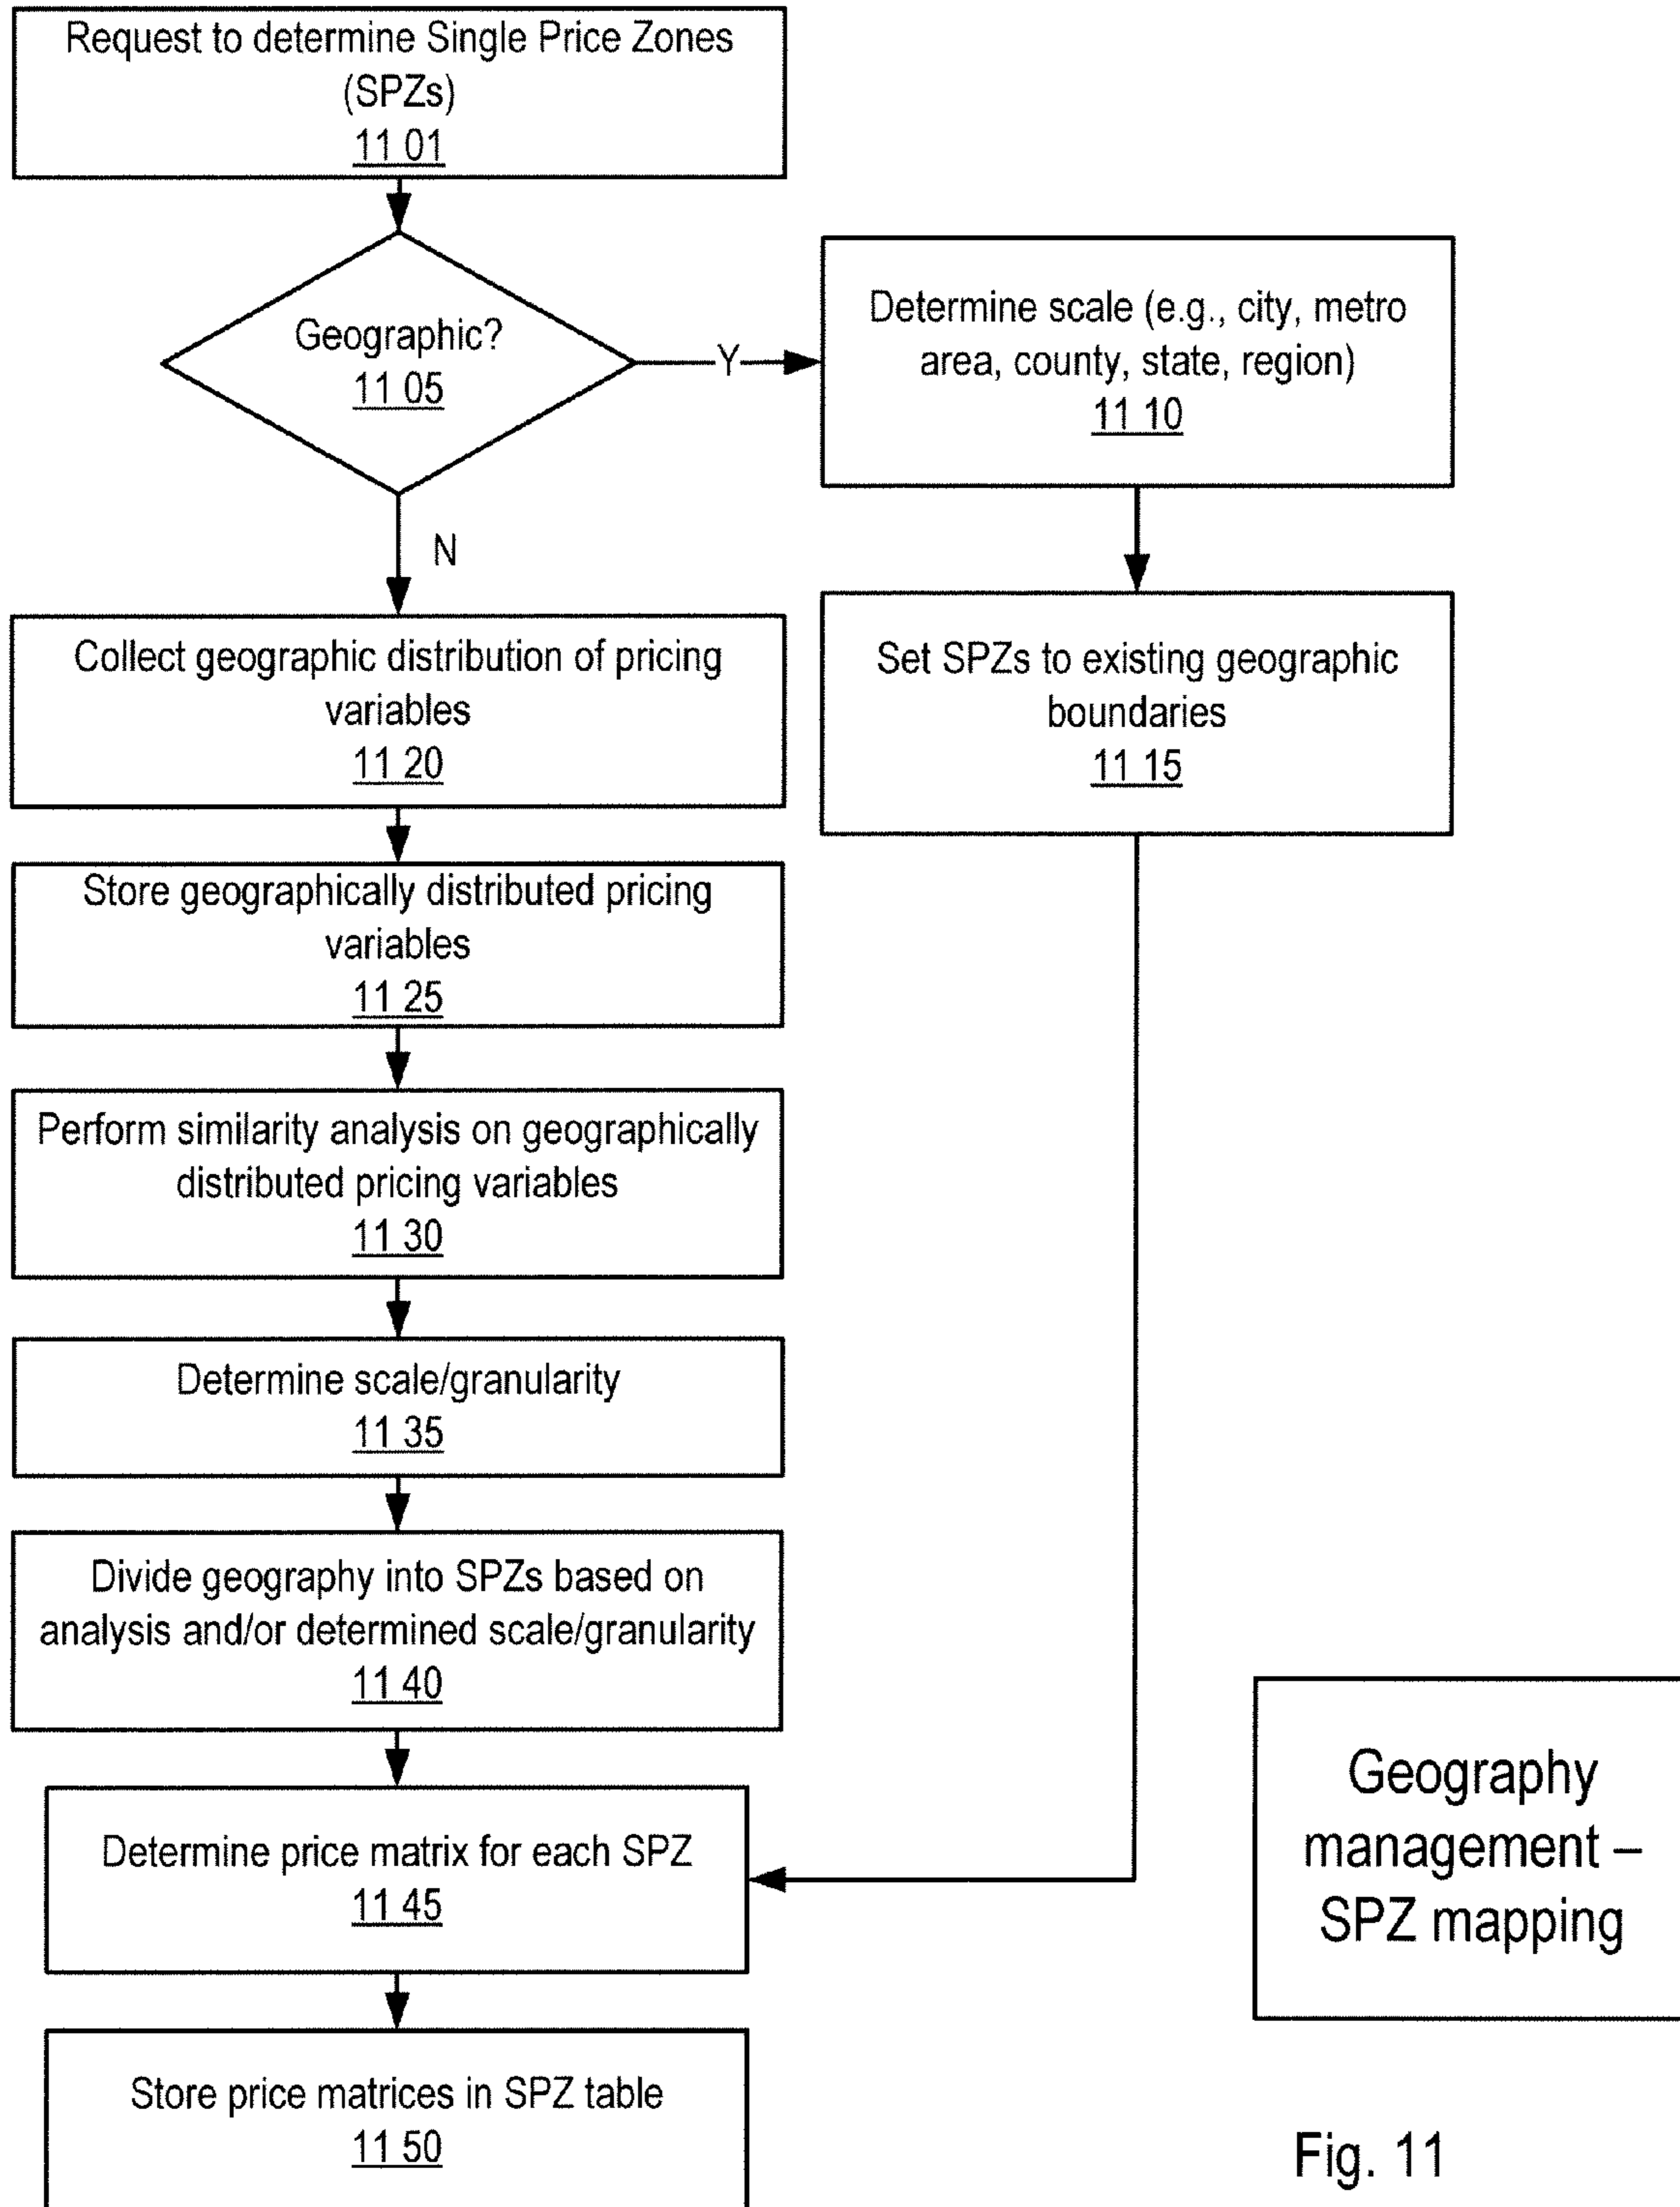 Request to determine Single Price Zones
(SPZs)
11 01
Geographic?
11 05
Y
Determine scale (e.g., city, metro
area, county, state, region)
11 10
N
Set SPZs to existing geographic
boundaries
11 15
Collect geographic distribution of pricing
variables
11 20
Store geographically distributed pricing
variables
11 25
Perform similarity analysis on geographically
distributed pricing variables
11 30
Determine scale/granularity
11 35
Divide geography into SPZs based on
analysis and/or determined scale/granularity
11 40
Determine price matrix for each SPZ
11 45
Store price matrices in SPZ table
11 50
Geography
management –
SPZ mapping
Fig. 11